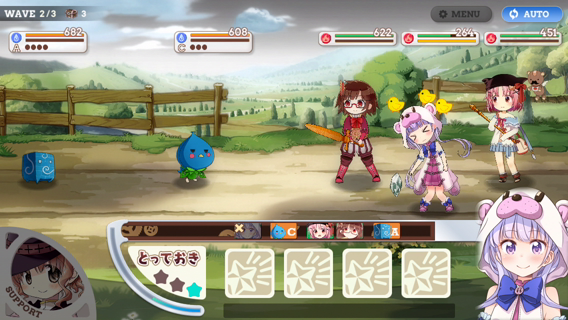 WAVE 2/3 3
MENU
AUTO
682
A
608
C
622
264
451
C
A
とっておき
SUPPORT